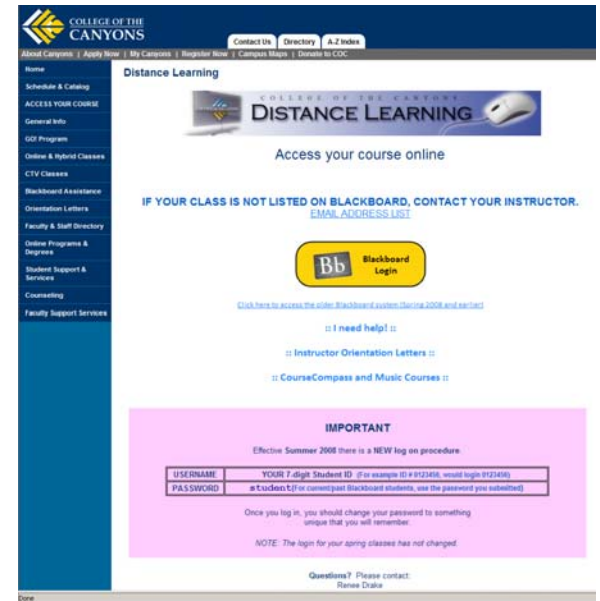 COLLEGE OF THE
CANYONS
Contact Us Directory A-Z Index
About Canyons | Apply Now | My Canyons | Register Now | Campus Maps | Donate to COC
Home
Schedule & Catalog
ACCESS YOUR COURSE
General Info
GO! Program
Online & Hybrid Classes
CTV Classes
Blackboard Assistance
Orientation Letters
Faculty & Staff Directory
Online Programs &
Degrees
Student Support &
Services
Counseling
Faculty Support Services
Distance Learning
COLLEGE OF THE CANYONS
DISTANCE LEARNING
Access your course online
IF YOUR CLASS IS NOT LISTED ON BLACKBOARD, CONTACT YOUR INSTRUCTOR.
EMAIL ADDRESS LIST
Bb Blackboard
Login
Click here to access the older Blackboard system (Spring 2008 and earlier)
:: I need help! ::
:: Instructor Orientation Letters ::
:: CourseCompass and Music Courses ::
IMPORTANT
Effective Summer 2008 there is a NEW log on procedure
USERNAME YOUR 7-digit Student ID (For example ID # 0123456, would login 0123456)
PASSWORD student (For current/past Blackboard students, use the password you submitted)
Once you log in, you should change your password to something
unique that you will remember.
NOTE: The login for your spring classes has not changed.
Questions? Please contact:
Renee Drake
Done